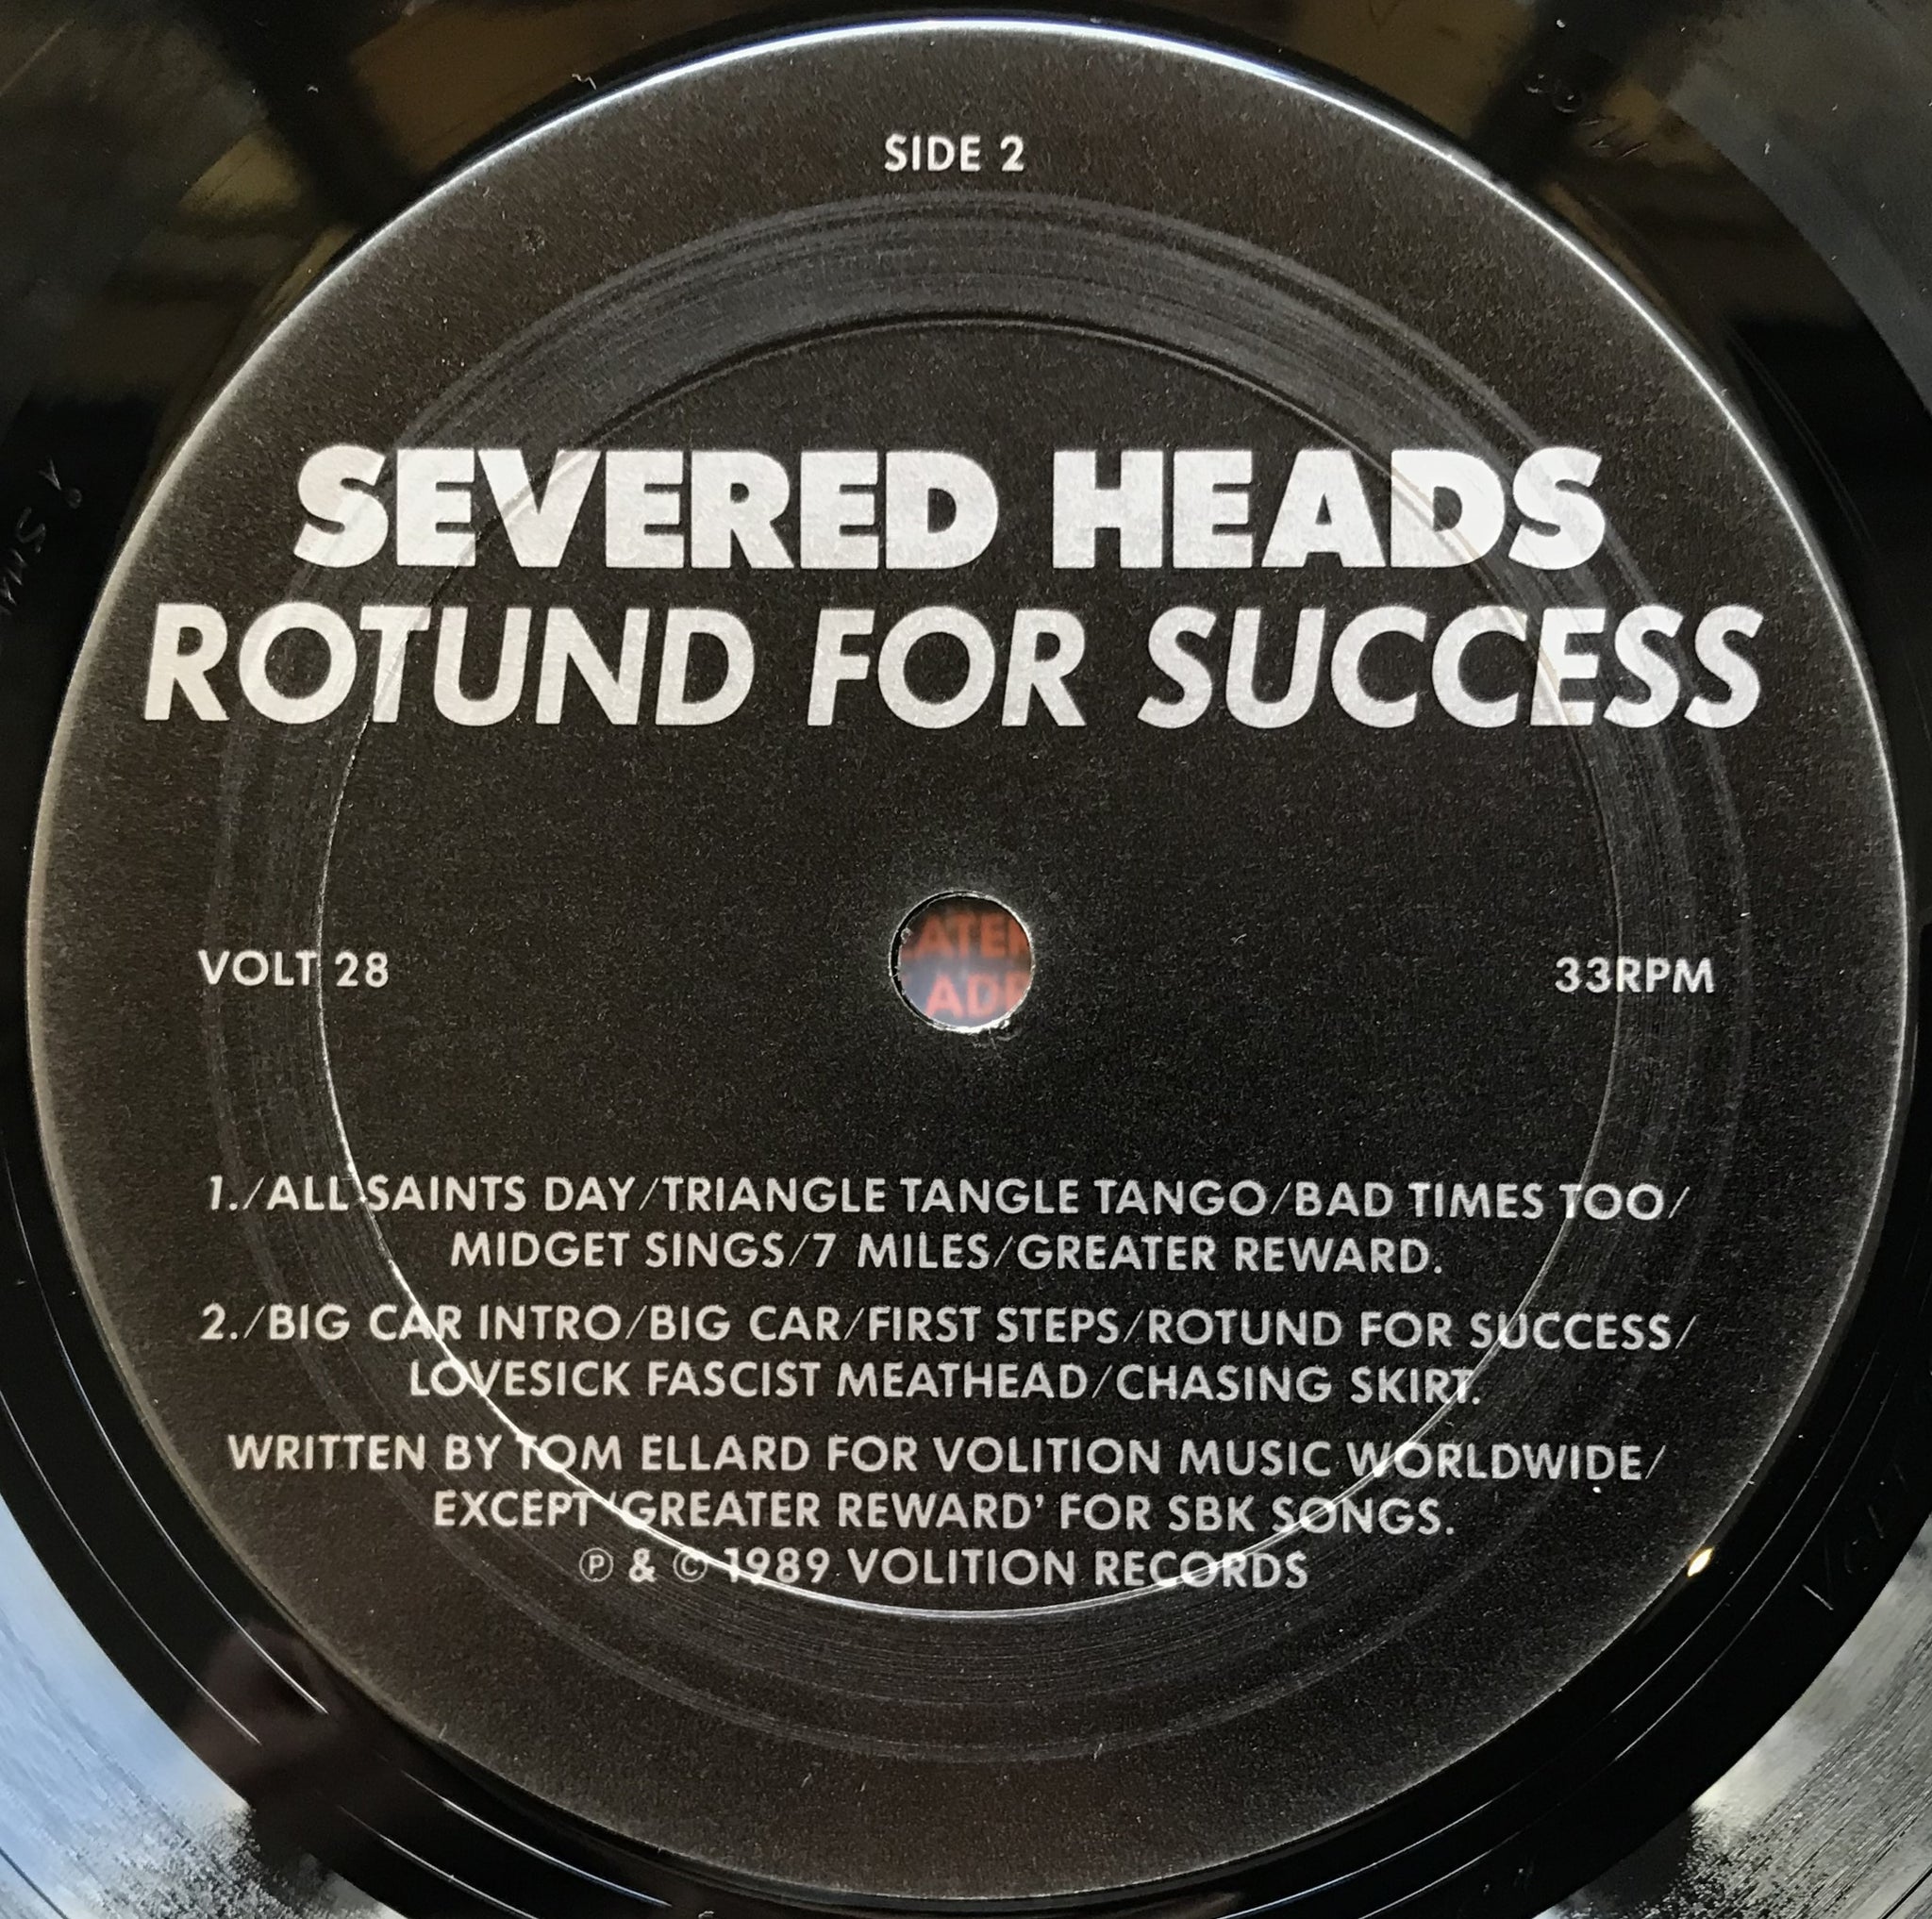 SIDE 2
SEVERED HEADS
ROTUND FOR SUCCESS
VOLT 28
33RPM
1./ALL SAINTS DAY/TRIANGLE TANGLE TANGO/BAD TIMES TOO/
MIDGET SINGS/7 MILES/GREATER REWARD.
2./BIG CAR INTRO/BIG CAR/FIRST STEPS/ROTUND FOR SUCCESS/
LOVESICK FASCIST MEATHEAD/CHASING SKIRT.
WRITTEN BY TOM ELLARD FOR VOLITION MUSIC WORLDWIDE/
EXCEPT 'GREATER REWARD' FOR SBK SONGS.
℗ & © 1989 VOLITION RECORDS